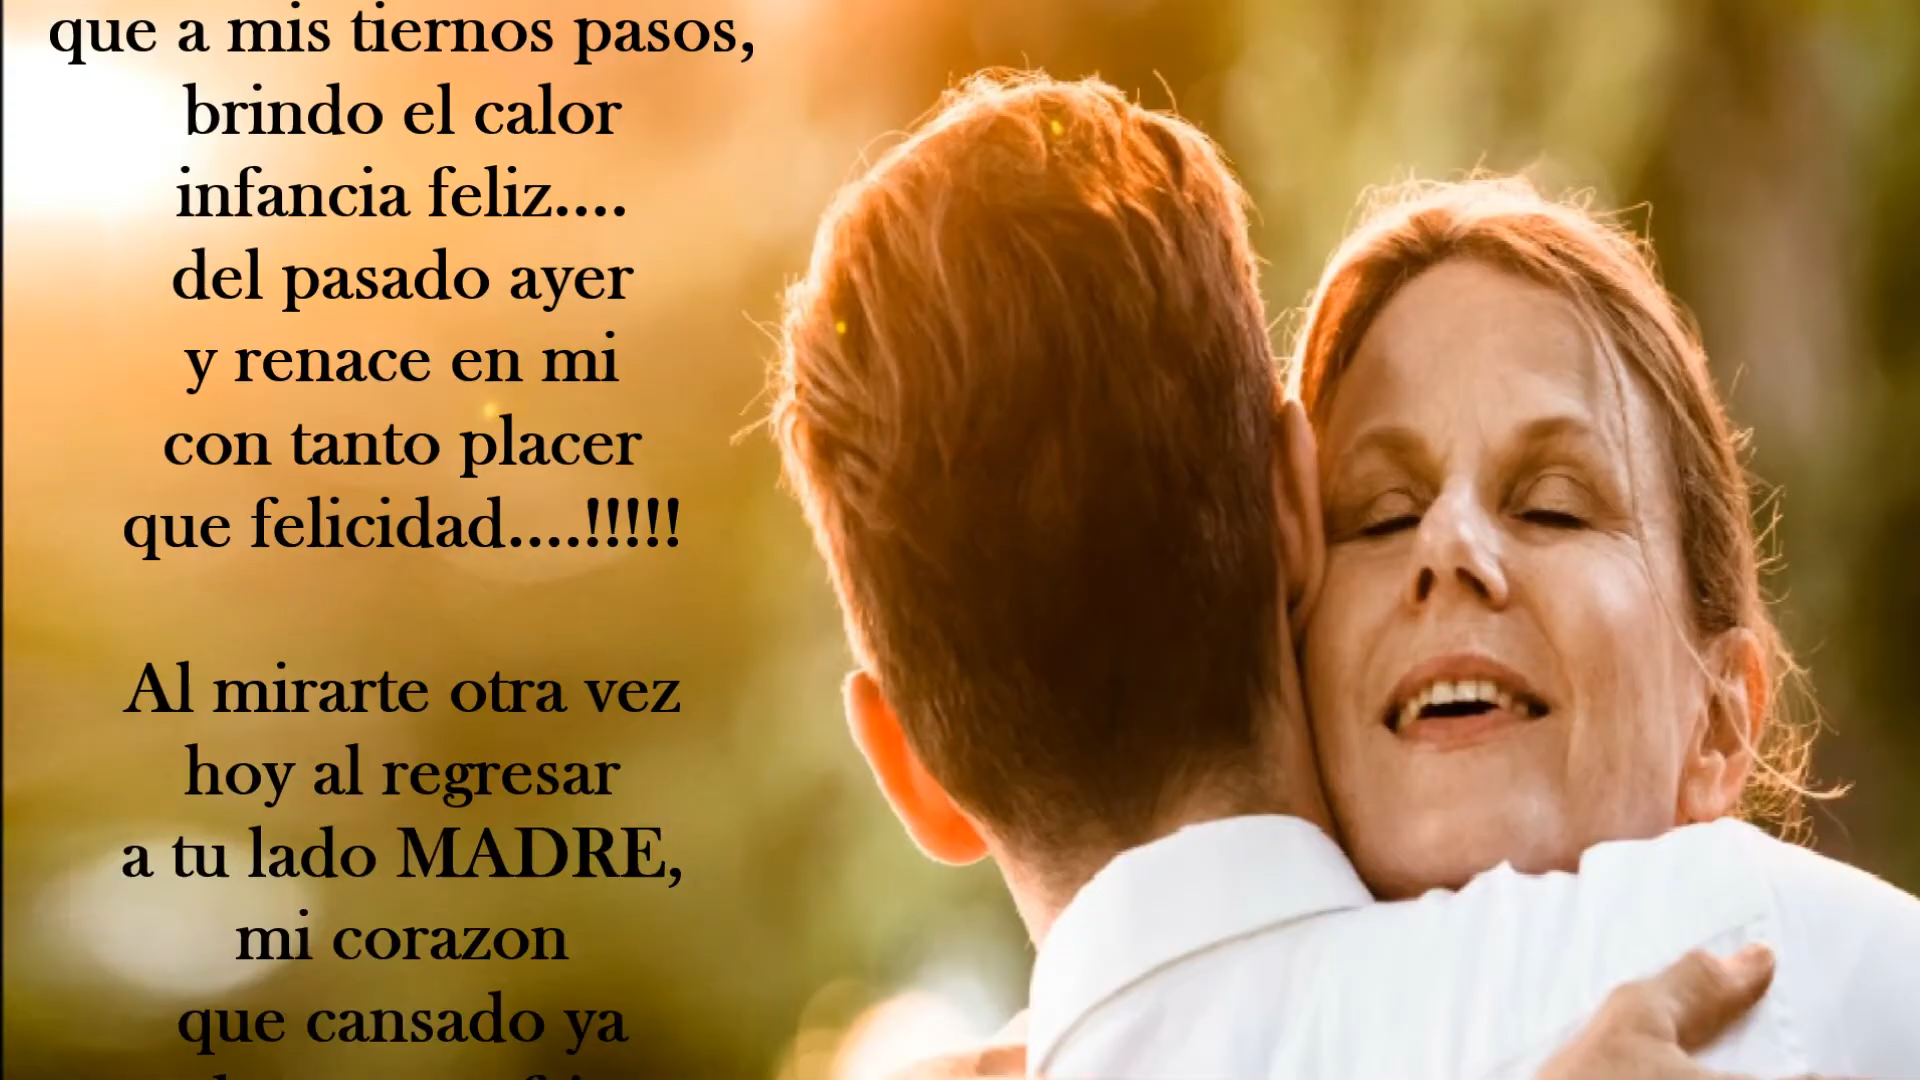 que a mis tiernos pasos,
brindo el calor
infancia feliz....
del pasado ayer
y renace en mi
con tanto placer
que felicidad....!!!!!
Al mirarte otra vez
hoy al regresar
a tu lado MADRE,
mi corazon
que cansado ya